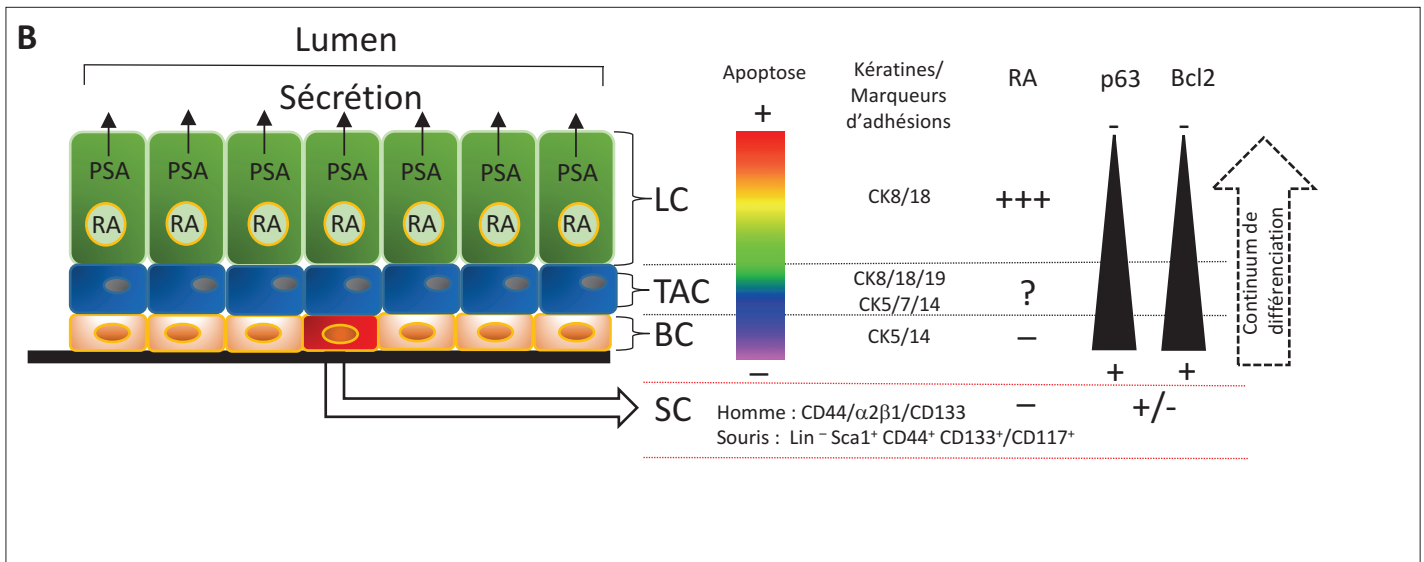 B
Lumen
Sécrétion
PSA PSA PSA PSA PSA PSA PSA
RA RA RA RA RA RA RA
LC
TAC
BC
SC
Apoptose
+
–
Kératines/
Marqueurs
d'adhésions
CK8/18
CK8/18/19
CK5/7/14
CK5/14
RA
+++
?
–
–
p63
-
+
Bcl2
-
+
+/-
Continuum de
différenciation
Homme : CD44/α2β1/CD133
Souris : Lin⁻ Sca1⁺ CD44⁺ CD133⁺/CD117⁺